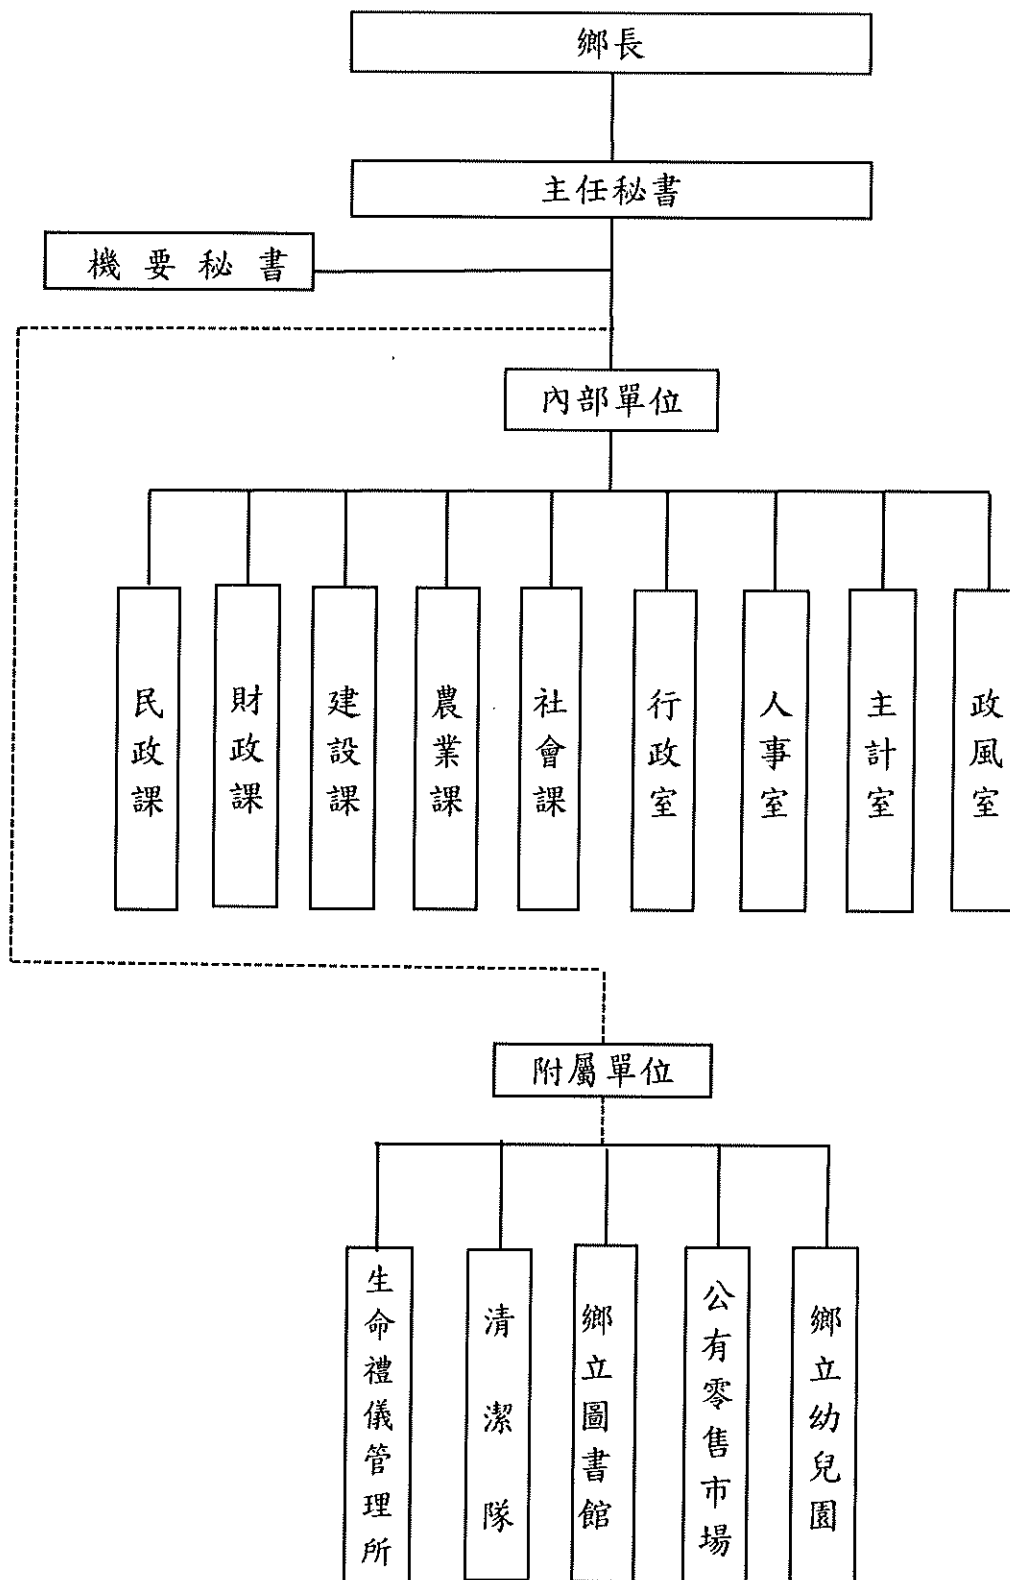 鄉長
主任秘書
機要秘書
內部單位
民政課
財政課
建設課
農業課
社會課
行政室
人事室
主計室
政風室
附屬單位
生命禮儀管理所
清潔隊
鄉立圖書館
公有零售市場
鄉立幼兒園